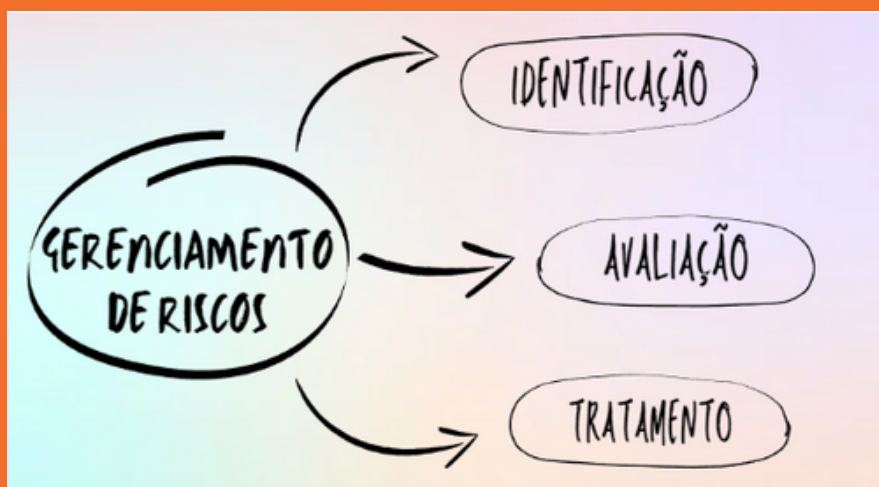 GERENCIAMENTO
DE RISCOS
IDENTIFICAÇÃO
AVALIAÇÃO
TRATAMENTO